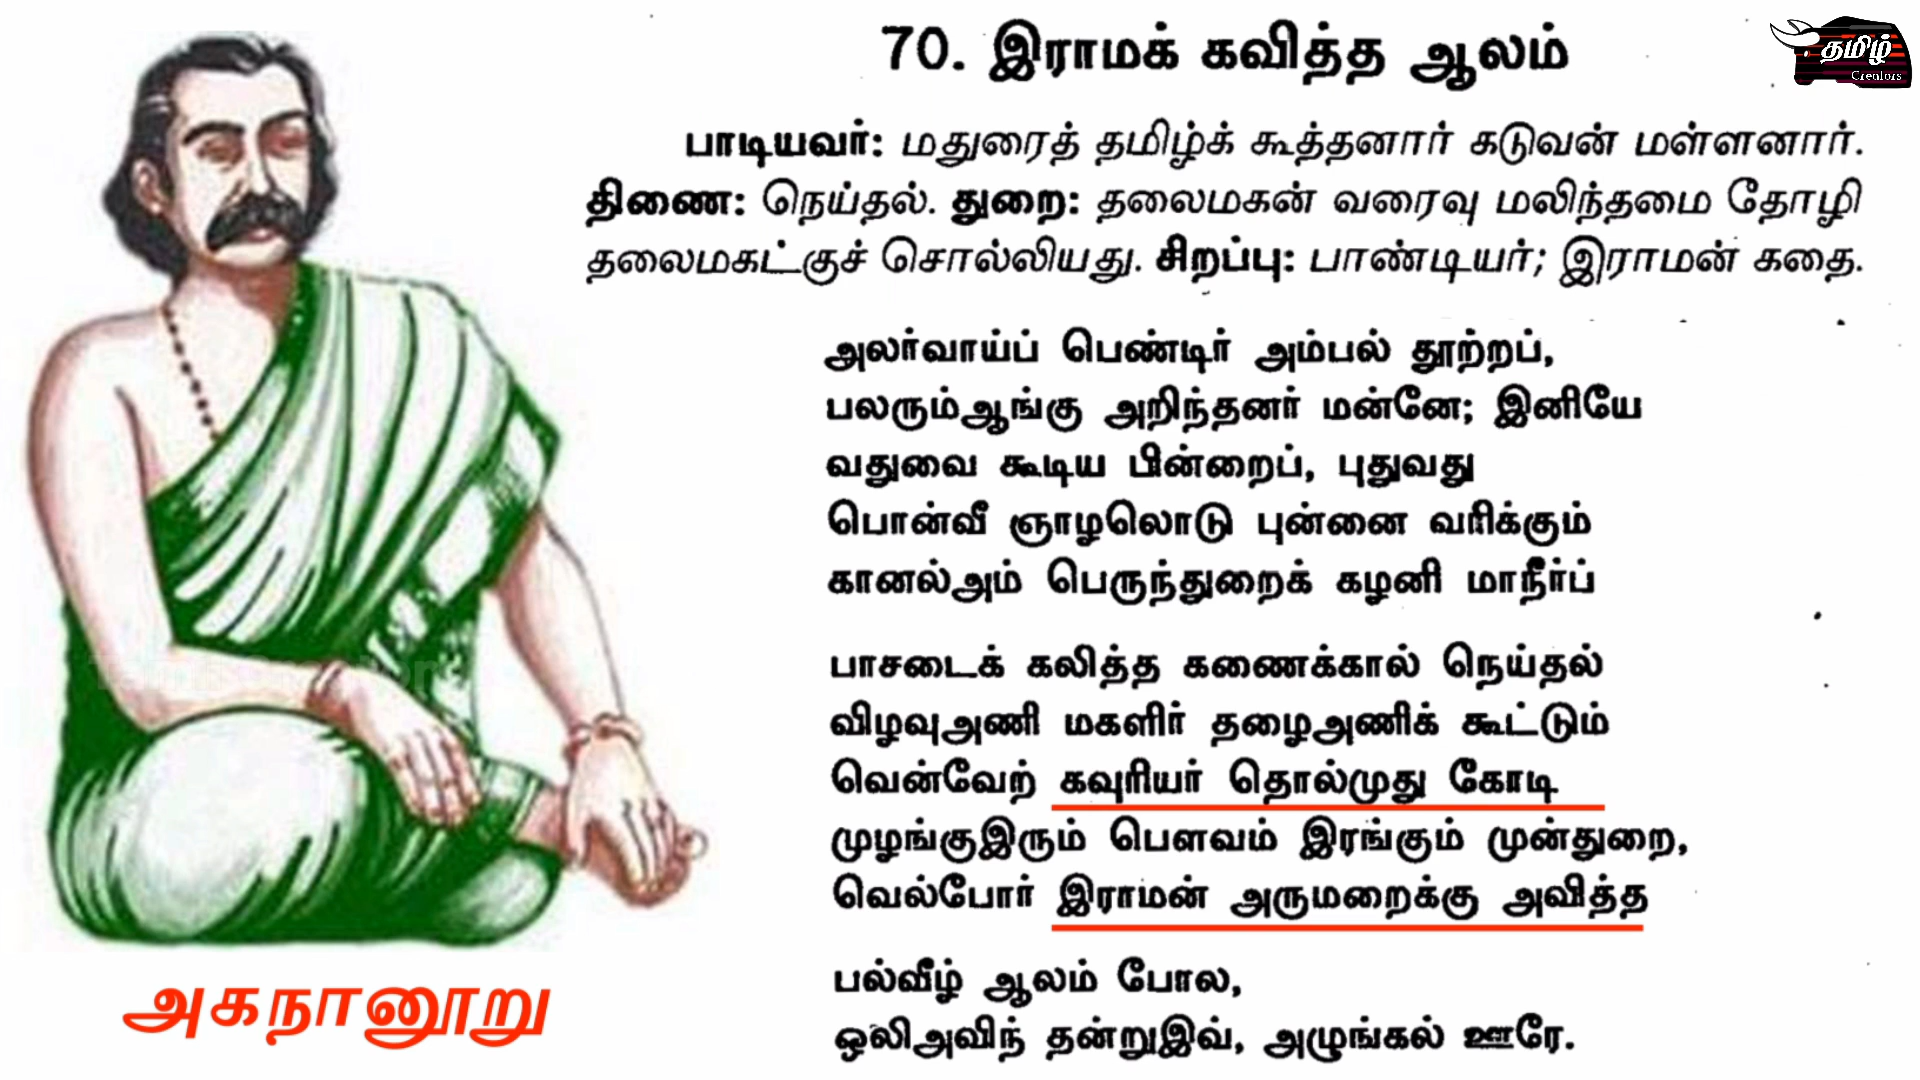 தமிழ்
Creators
70. இராமக் கவித்த ஆலம்
பாடியவர்: மதுரைத் தமிழ்க் கூத்தனார் கடுவன் மள்ளனார்.
திணை: நெய்தல். துறை: தலைமகன் வரைவு மலிந்தமை தோழி
தலைமகட்குச் சொல்லியது. சிறப்பு: பாண்டியர்; இராமன் கதை.
அலர்வாய்ப் பெண்டிர் அம்பல் தூற்றப்,
பலரும்ஆங்கு அறிந்தனர் மன்னே; இனியே
வதுவை கூடிய பின்றைப், புதுவது
பொன்வீ ஞாழலொடு புன்னை வரிக்கும்
கானல்அம் பெருந்துறைக் கழனி மாநீர்ப்
பாசடைக் கலித்த கணைக்கால் நெய்தல்
விழவுஅணி மகளிர் தழைஅணிக் கூட்டும்
வென்வேற் கவுரியர் தொல்முது கோடி
முழங்குஇரும் பௌவம் இரங்கும் முன்துறை,
வெல்போர் இராமன் அருமறைக்கு அவித்த
பல்வீழ் ஆலம் போல,
ஒலிஅவிந் தன்றுஇவ், அழுங்கல் ஊரே.
அகநானூறு